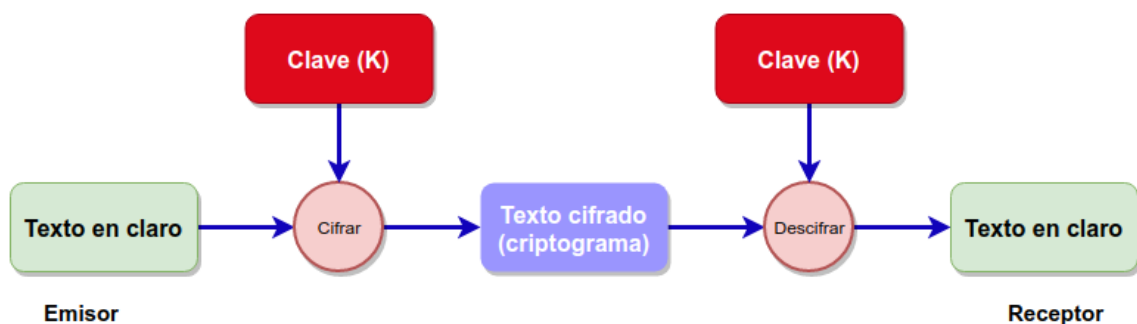 Clave (K)
Clave (K)
Texto en claro
Cifrar
Texto cifrado
(criptograma)
Descifrar
Texto en claro
Emisor
Receptor